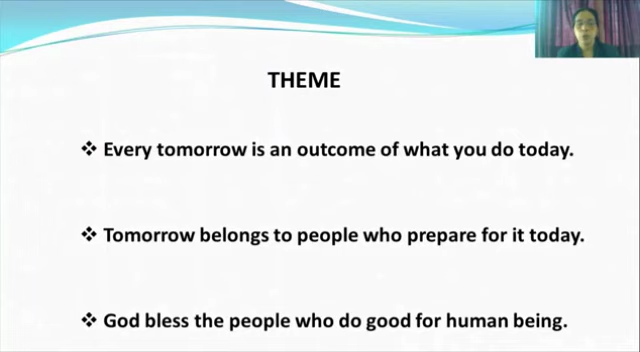 THEME
❖ Every tomorrow is an outcome of what you do today.
❖ Tomorrow belongs to people who prepare for it today.
❖ God bless the people who do good for human being.